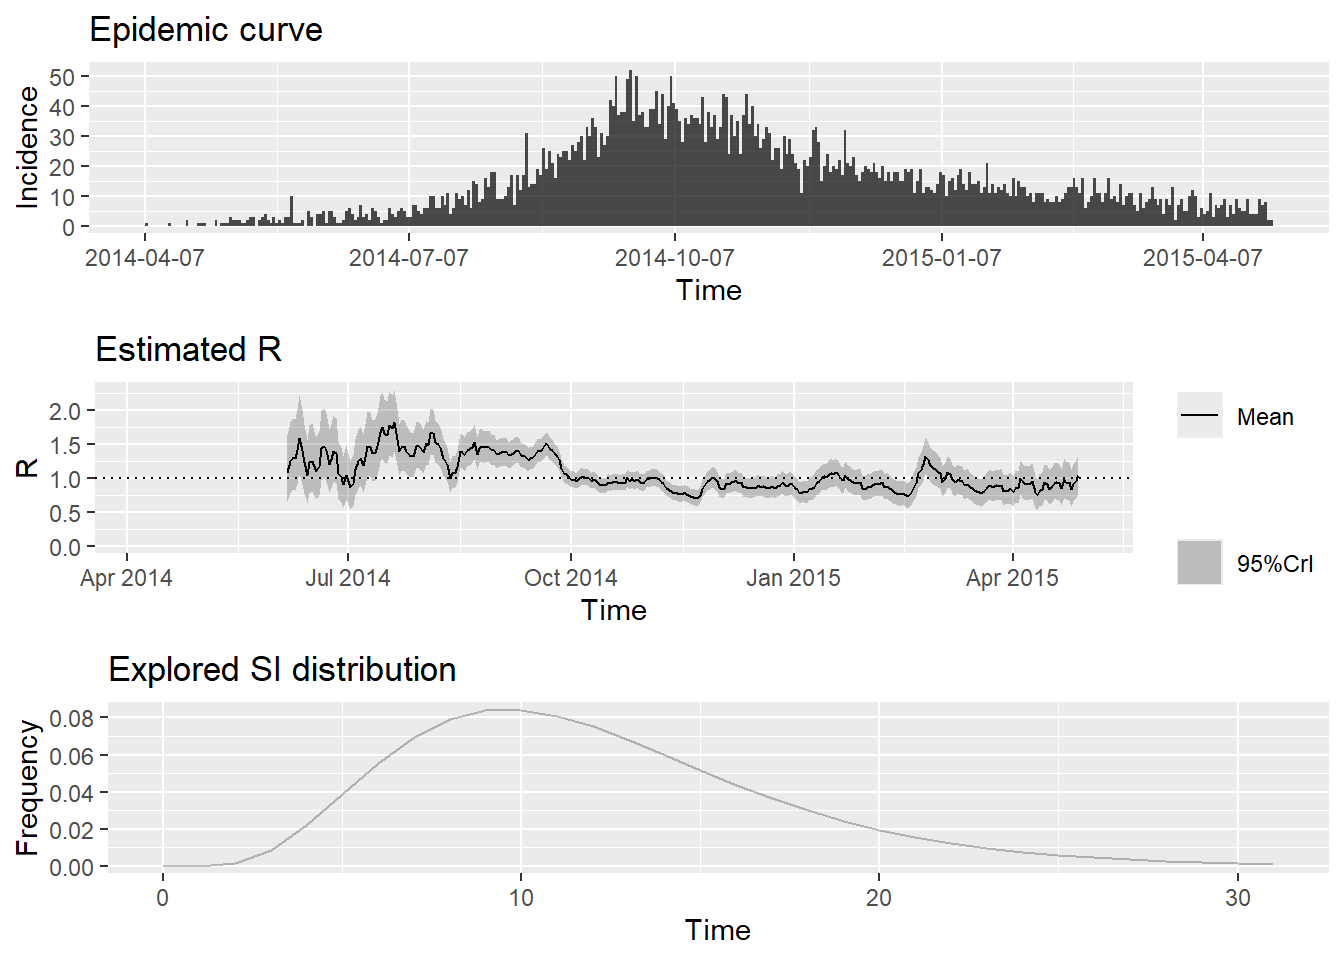 Epidemic curve
Incidence
50
40
30
20
10
0
2014-04-07 2014-07-07 2014-10-07 2015-01-07 2015-04-07
Time
Estimated R
R
2.0
1.5
1.0
0.5
0.0
Apr 2014 Jul 2014 Oct 2014 Jan 2015 Apr 2015
Time
Mean
95%CrI
Explored SI distribution
Frequency
0.08
0.06
0.04
0.02
0.00
0 10 20 30
Time